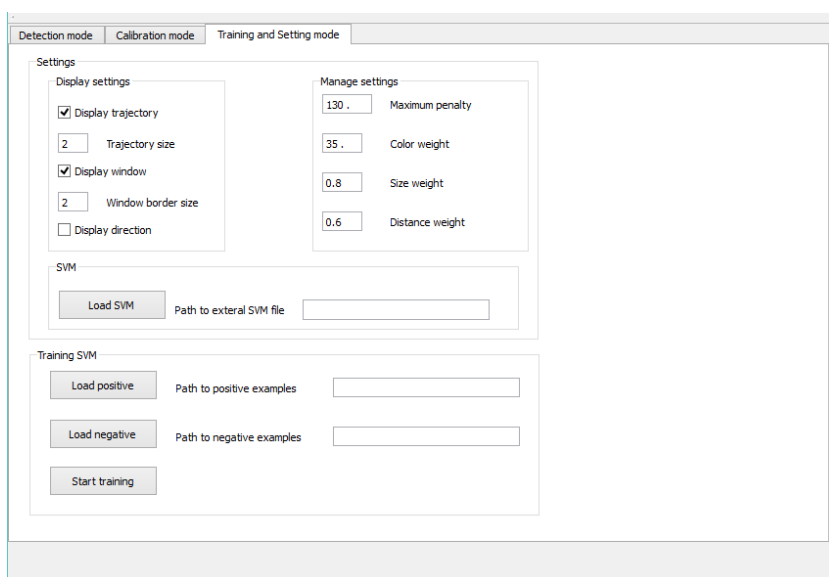 Detection mode Calibration mode Training and Setting mode
Settings
Display settings
Display trajectory
2 Trajectory size
Display window
2 Window border size
Display direction
Manage settings
130 . Maximum penalty
35 . Color weight
0.8 Size weight
0.6 Distance weight
SVM
Load SVM Path to exteral SVM file
Training SVM
Load positive Path to positive examples
Load negative Path to negative examples
Start training